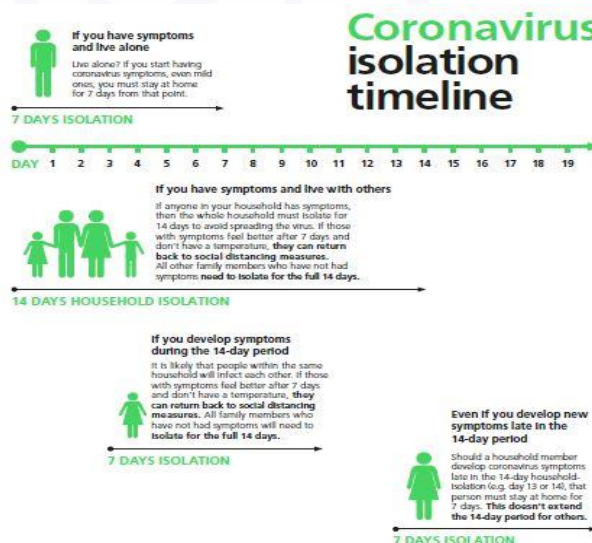 Coronavirus
isolation
timeline
If you have symptoms
and live alone
Live alone? If you start having
coronavirus symptoms, even mild
ones, you must stay at home
for 7 days from that point.
7 DAYS ISOLATION
DAY 1 2 3 4 5 6 7 8 9 10 11 12 13 14 15 16 17 18 19
If you have symptoms and live with others
If anyone in your household has symptoms,
then the whole household must isolate for
14 days to avoid spreading the virus. If those
with symptoms feel better after 7 days and
don't have a temperature, they can return
back to social distancing measures.
All other family members who have not had
symptoms need to isolate for the full 14 days.
14 DAYS HOUSEHOLD ISOLATION
If you develop symptoms
during the 14-day period
It is likely that people within the same
household will infect each other. If those
with symptoms feel better after 7 days
and don't have a temperature, they
can return back to social distancing
measures. All family members who
have not had symptoms will need to
isolate for the full 14 days.
7 DAYS ISOLATION
Even if you develop new
symptoms late in the
14-day period
Should a household member
develop coronavirus symptoms
late in the 14-day household-
isolation (e.g. day 13 or 14), that
person must stay at home for
7 days. This doesn't extend
the 14-day period for others.
7 DAYS ISOLATION